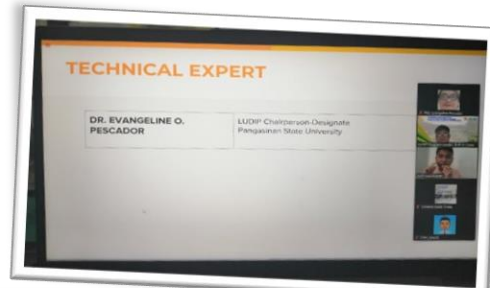 TECHNICAL EXPERT
DR. EVANGELINE O.
PESCADOR
LUDIP Chairperson-Designate
Pangasinan State University